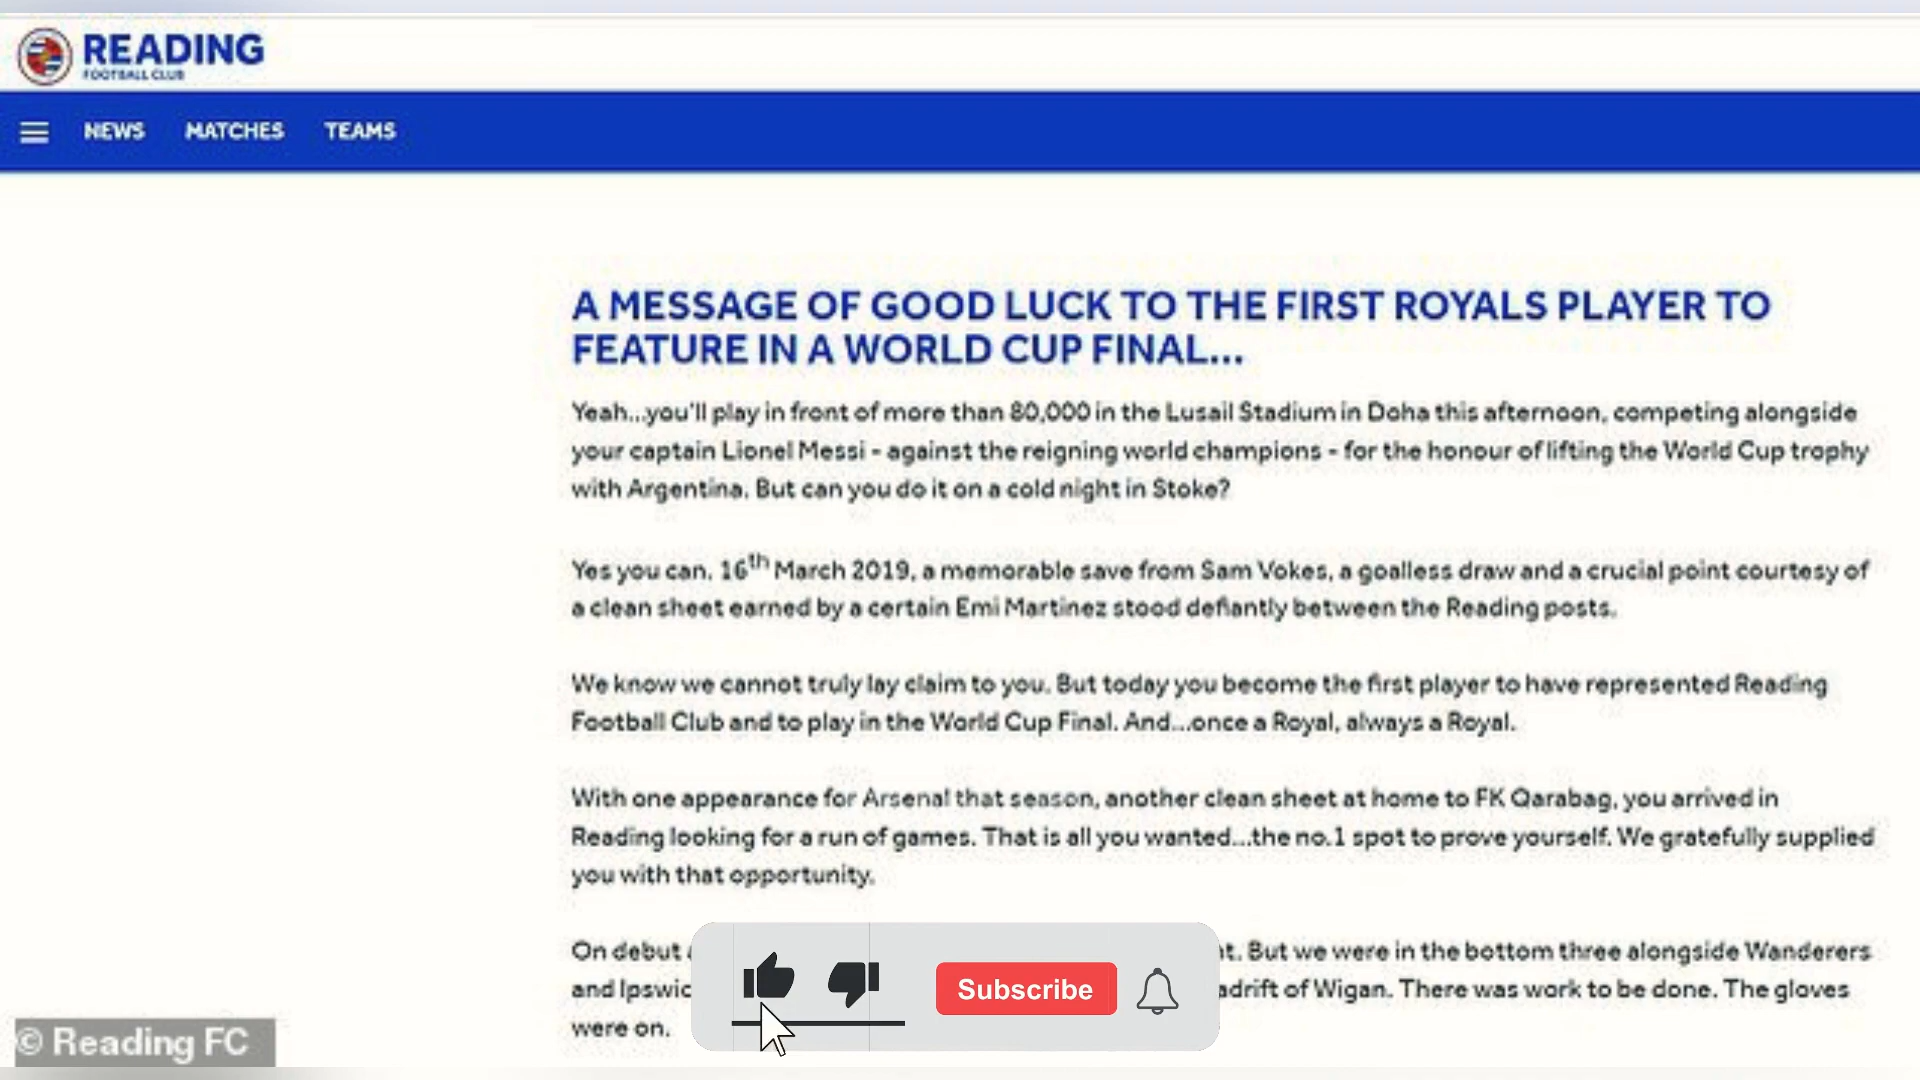 READING
FOOTBALL CLUB
NEWS MATCHES TEAMS
A MESSAGE OF GOOD LUCK TO THE FIRST ROYALS PLAYER TO
FEATURE IN A WORLD CUP FINAL...
Yeah...you'll play in front of more than 80,000 in the Lusail Stadium in Doha this afternoon, competing alongside
your captain Lionel Messi - against the reigning world champions - for the honour of lifting the World Cup trophy
with Argentina. But can you do it on a cold night in Stoke?
Yes you can. 16th March 2019, a memorable save from Sam Vokes, a goalless draw and a crucial point courtesy of
a clean sheet earned by a certain Emi Martinez stood defiantly between the Reading posts.
We know we cannot truly lay claim to you. But today you become the first player to have represented Reading
Football Club and to play in the World Cup Final. And...once a Royal, always a Royal.
With one appearance for Arsenal that season, another clean sheet at home to FK Qarabag, you arrived in
Reading looking for a run of games. That is all you wanted...the no.1 spot to prove yourself. We gratefully supplied
you with that opportunity.
On debut But we were in the bottom three alongside Wanderers
and adrift of Wigan. There was work to be done. The gloves
were on.
Subscribe
© Reading FC